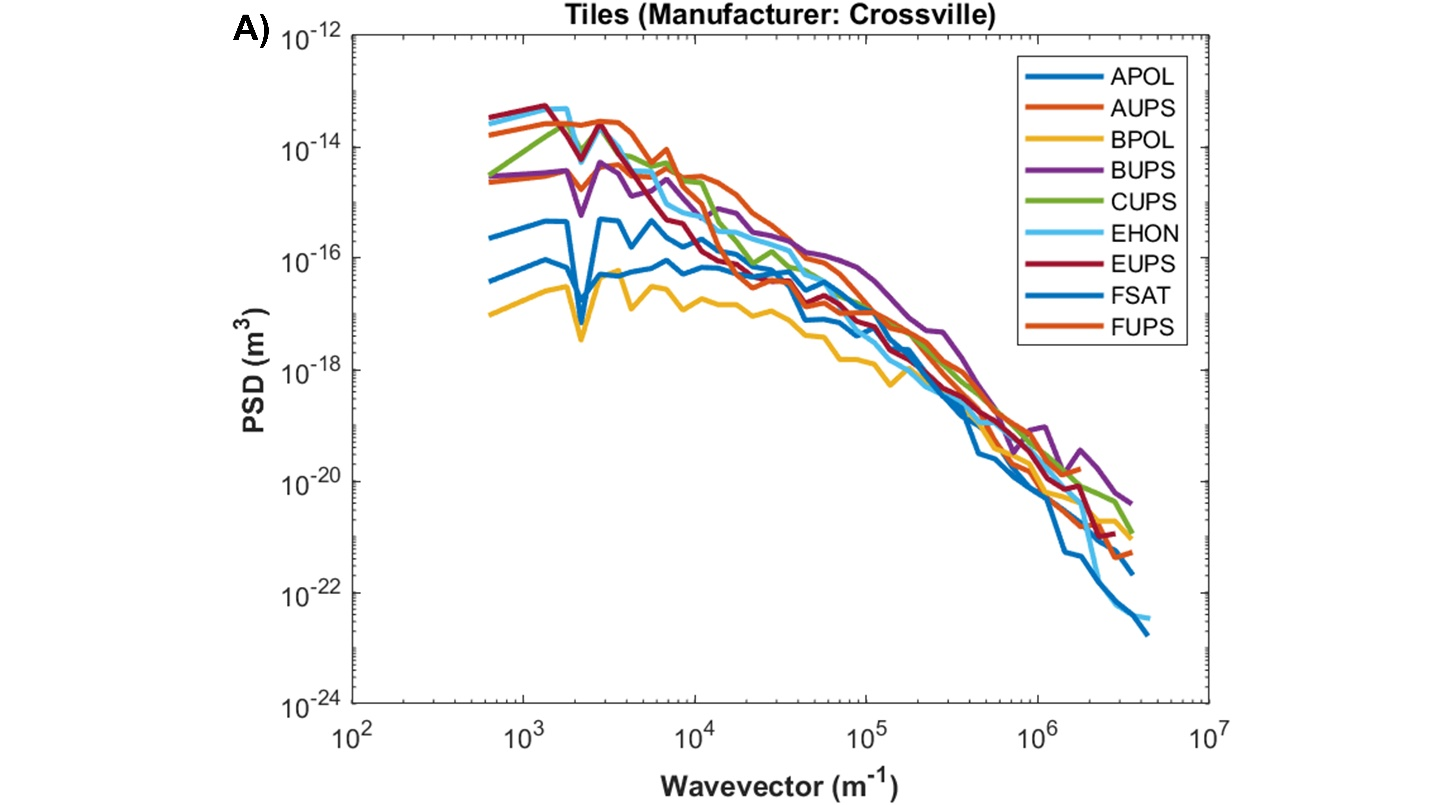 A)
Tiles (Manufacturer: Crossville)
10^-12
10^-14
10^-16
10^-18
10^-20
10^-22
10^-24
PSD (m^3)
APOL
AUPS
BPOL
BUPS
CUPS
EHON
EUPS
FSAT
FUPS
10^2
10^3
10^4
10^5
10^6
10^7
Wavevector (m^-1)